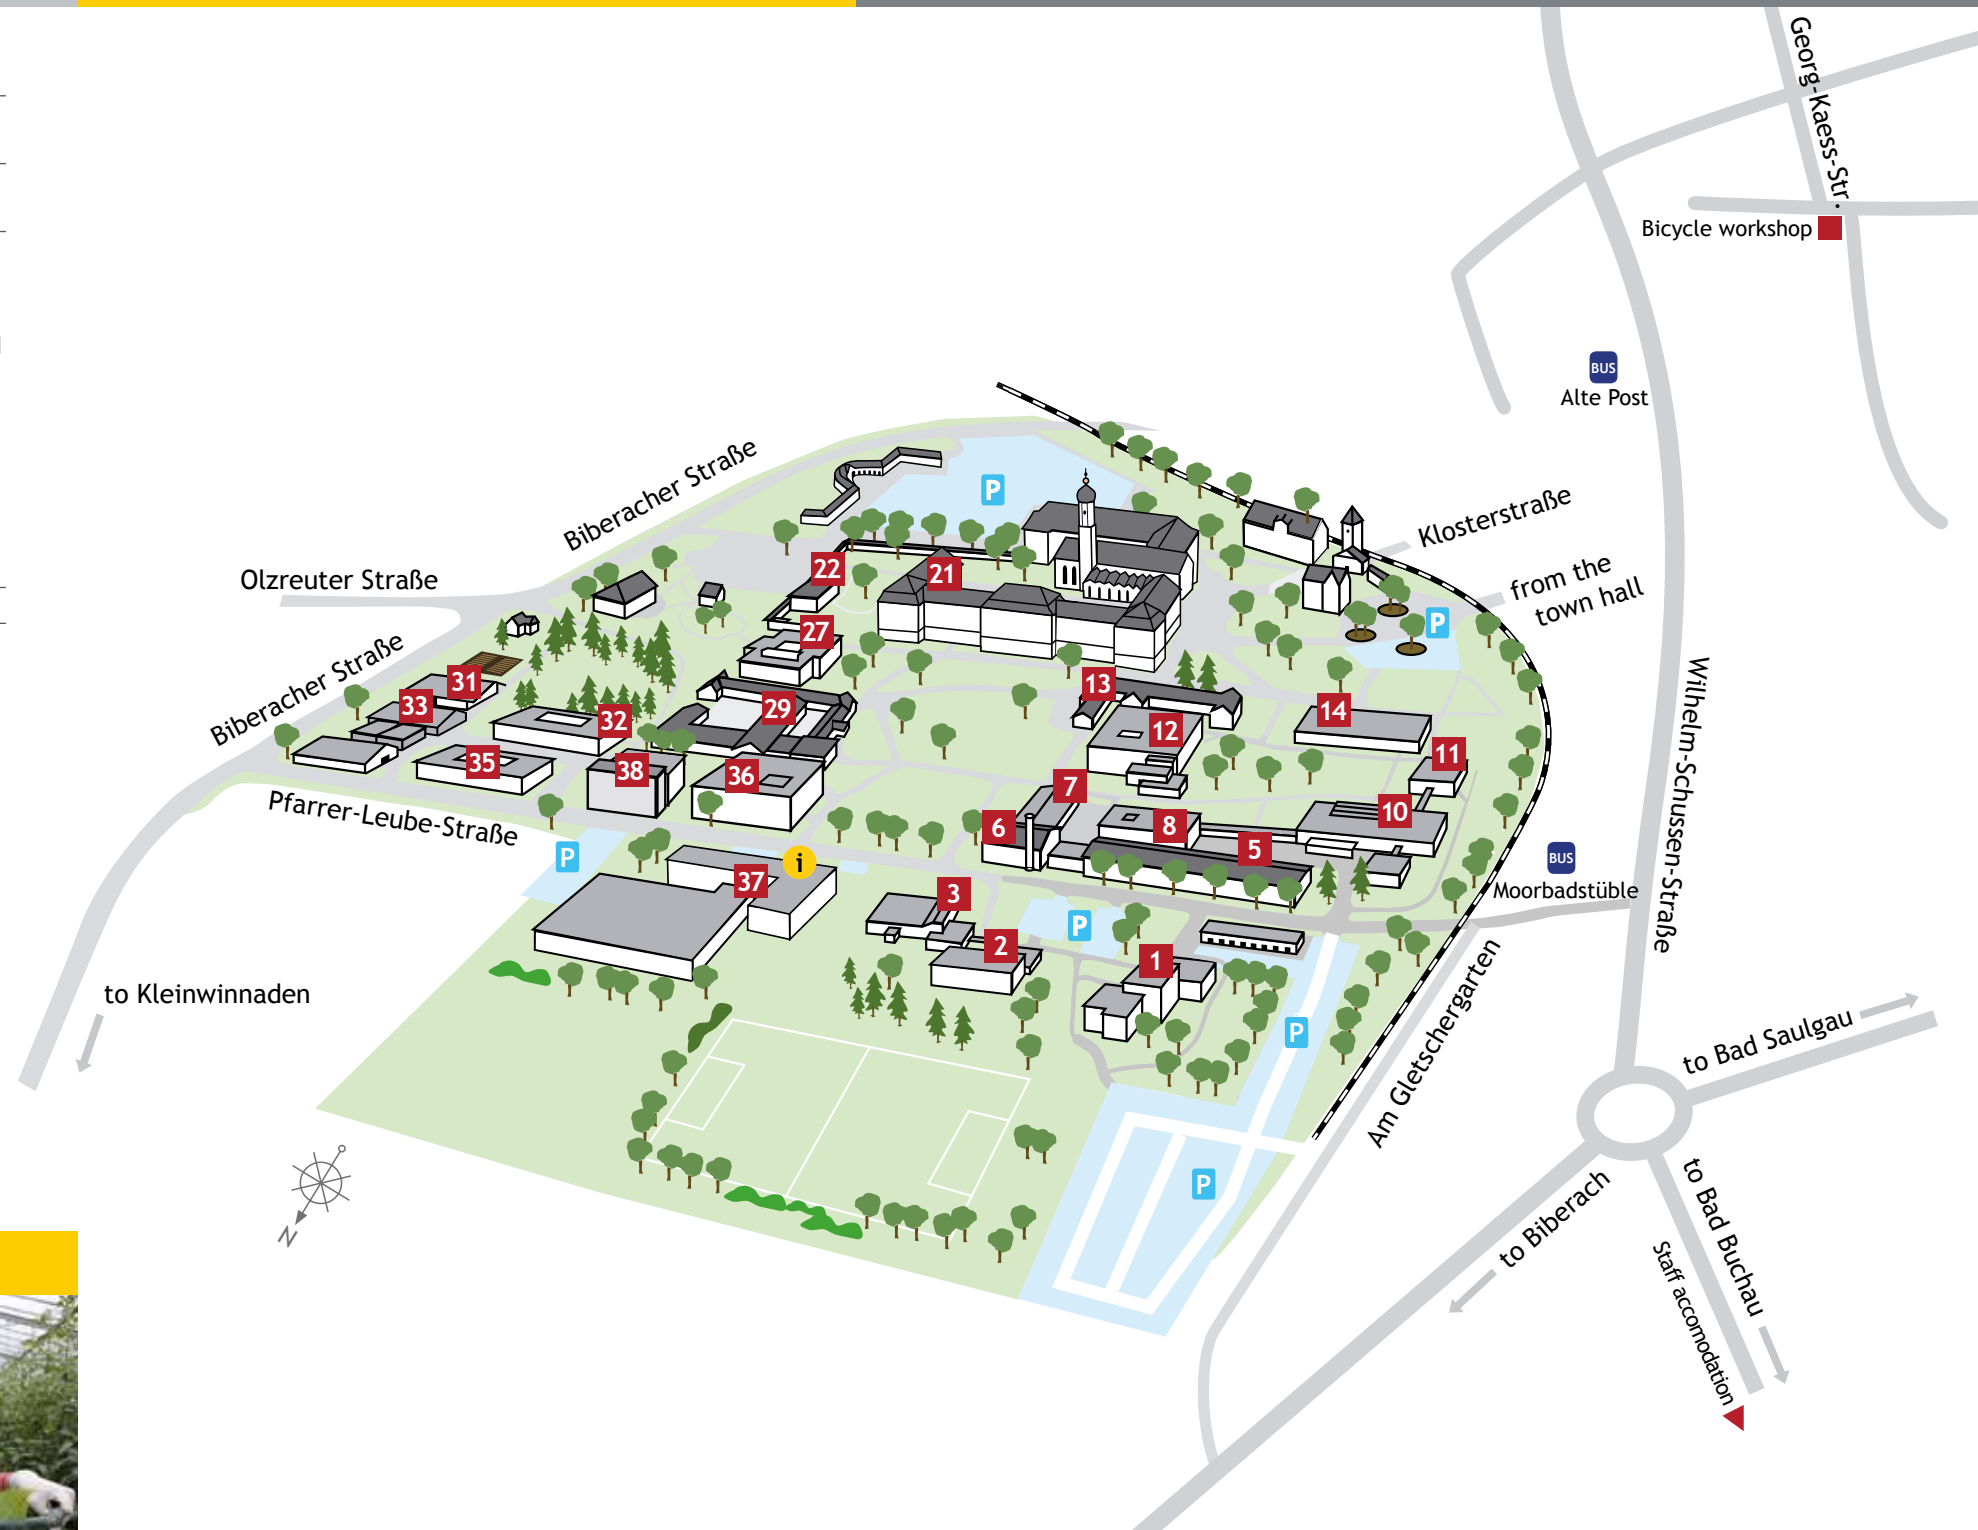 Georg-Kaess-Str.
Bicycle workshop
BUS
Alte Post
Biberacher Straße
P
Klosterstraße
Olzreuter Straße
22
21
from the
town hall
P
27
Biberacher Straße
31
13
33
29
14
32
12
Wilhelm-Schussen-Straße
11
35
38
36
7
10
Pfarrer-Leube-Straße
6
8
5
P
i
BUS
Moorbadstüble
37
3
P
2
1
to Kleinwinnaden
P
Am Gletschergarten
to Bad Saulgau
P
N
to Biberach
to Bad Buchau
Staff accomodation